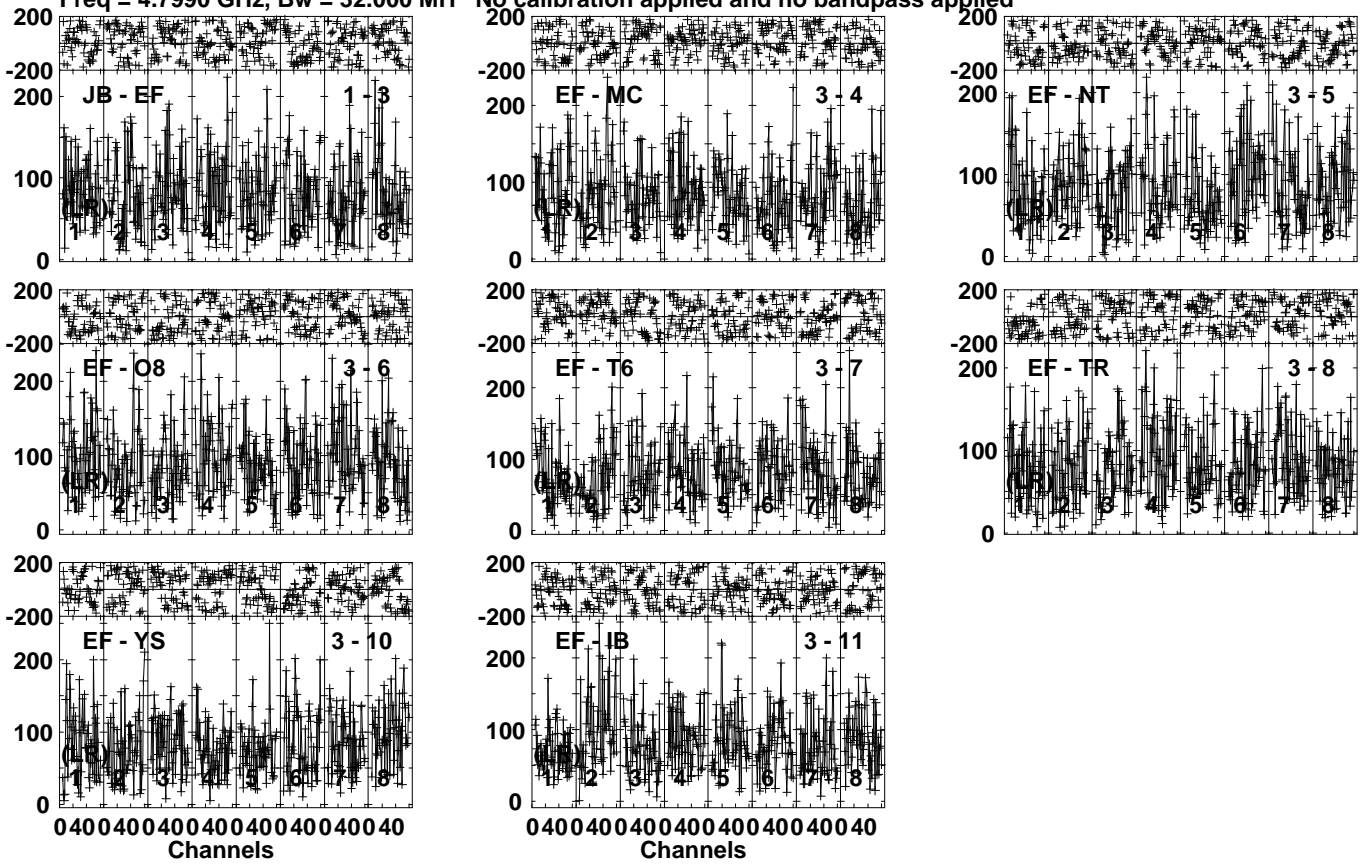 Freq = 4.7990 GHz, Bw = 32.000 MH No calibration applied and no bandpass applied
200
-200
200
100
0
JB - EF 1 - 3
(LR)
1 2 3 4 5 6 7 8
200
-200
200
100
0
EF - MC 3 - 4
(LR)
1 2 3 4 5 6 7 8
200
-200
200
100
0
EF - NT 3 - 5
(LR)
1 2 3 4 5 6 7 8
200
-200
200
100
0
EF - O8 3 - 6
(LR)
1 2 3 4 5 6 7 8
200
-200
200
100
0
EF - T6 3 - 7
(LR)
1 2 3 4 5 6 7 8
200
-200
200
100
0
EF - TR 3 - 8
(LR)
1 2 3 4 5 6 7 8
200
-200
200
100
0
EF - YS 3 - 10
(LR)
1 2 3 4 5 6 7 8
0 40 0 40 0 40 0 40 0 40 0 40 0 40 0 40
Channels
200
-200
200
100
0
EF - IB 3 - 11
(LR)
1 2 3 4 5 6 7 8
0 40 0 40 0 40 0 40 0 40 0 40 0 40 0 40
Channels